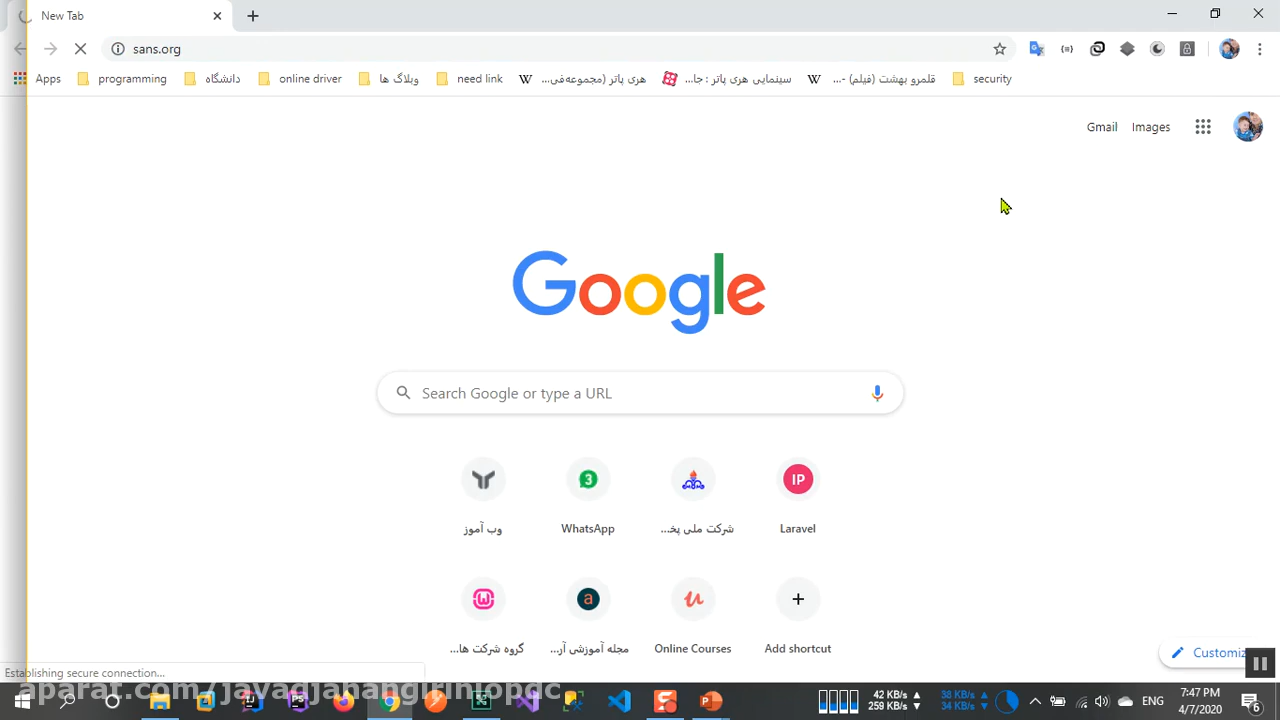 New Tab
sans.org
Apps programming دانشگاه online driver وبلاگ ها need link هری پاتر (مجموعه‌فی... سینمایی هری پاتر : جا... قلمرو بهشت (فیلم) -... security
Gmail Images
Google
Search Google or type a URL
وب آموز WhatsApp شرکت ملی پخ... Laravel
گروه شرکت ها... مجله آموزشی آر... Online Courses Add shortcut
Customiz
Establishing secure connection...
aparat.com/javadjahangiriniopdc
42 KB/s 38 KB/s ENG 7:47 PM
259 KB/s 34 KB/s 4/7/2020 6